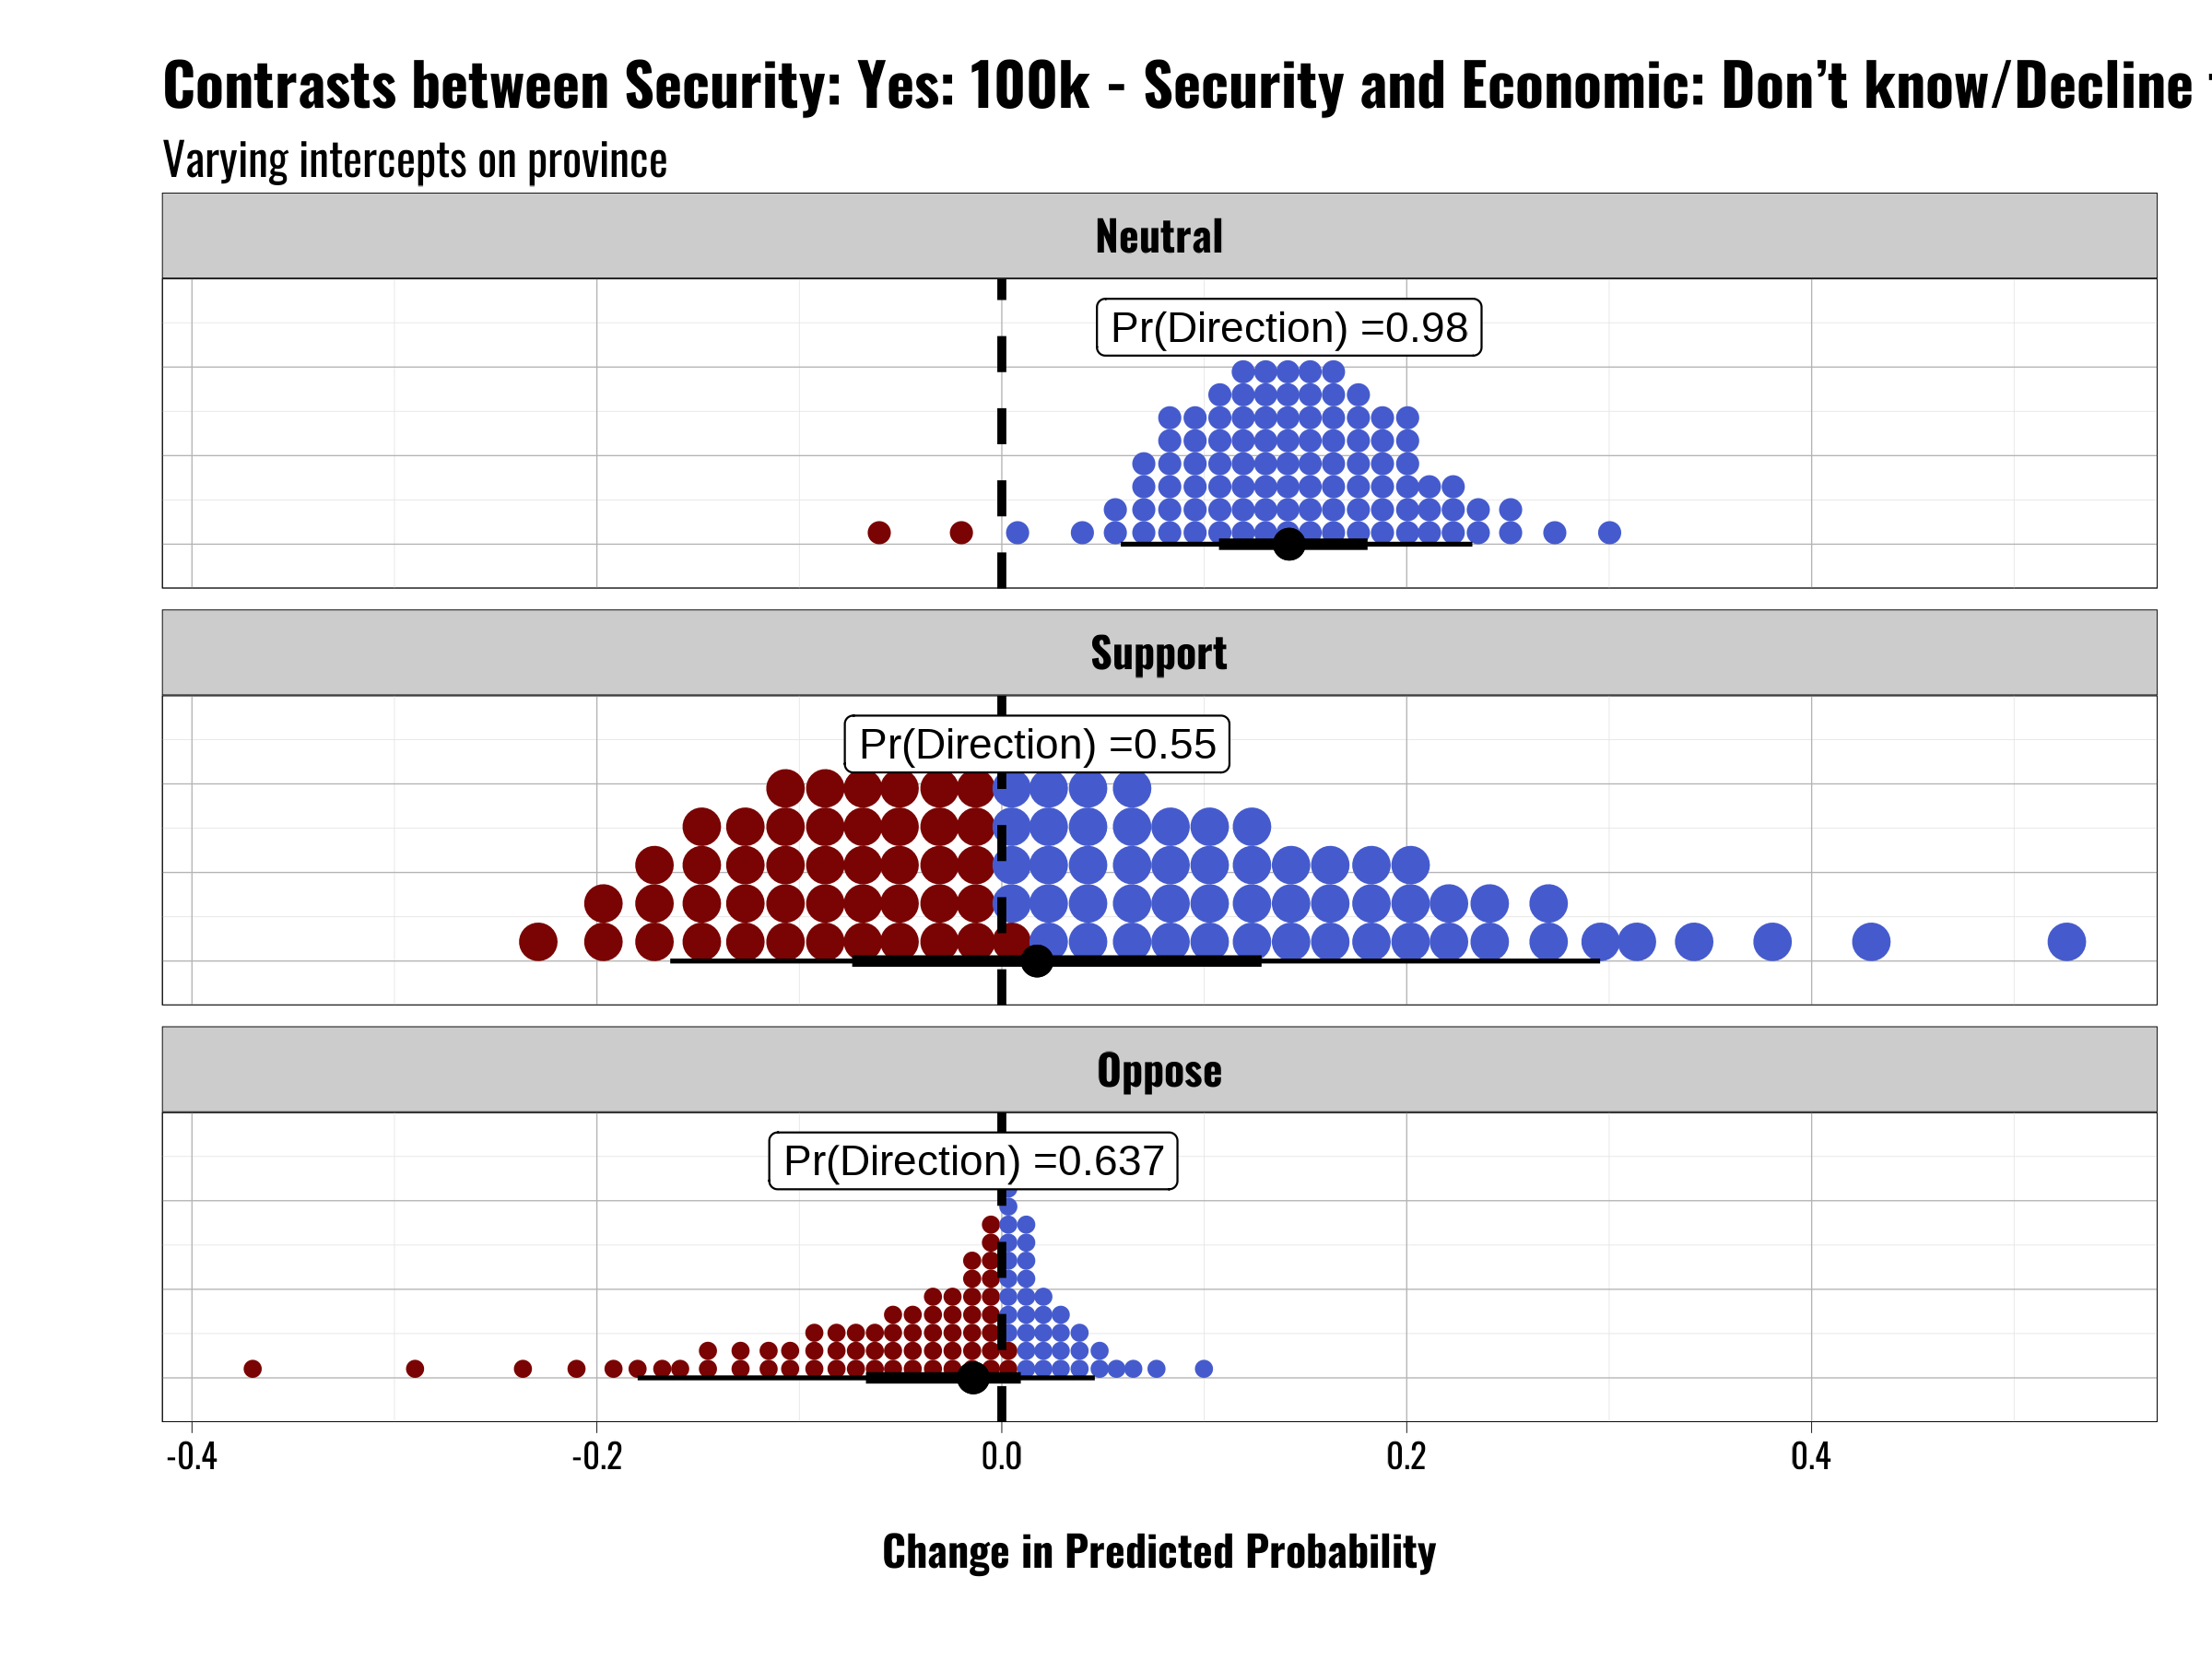 Contrasts between Security: Yes: 100k - Security and Economic: Don’t know/Decline
Varying intercepts on province
Neutral
Pr(Direction) =0.98
Support
Pr(Direction) =0.55
Oppose
Pr(Direction) =0.637
-0.4 -0.2 0.0 0.2 0.4
Change in Predicted Probability